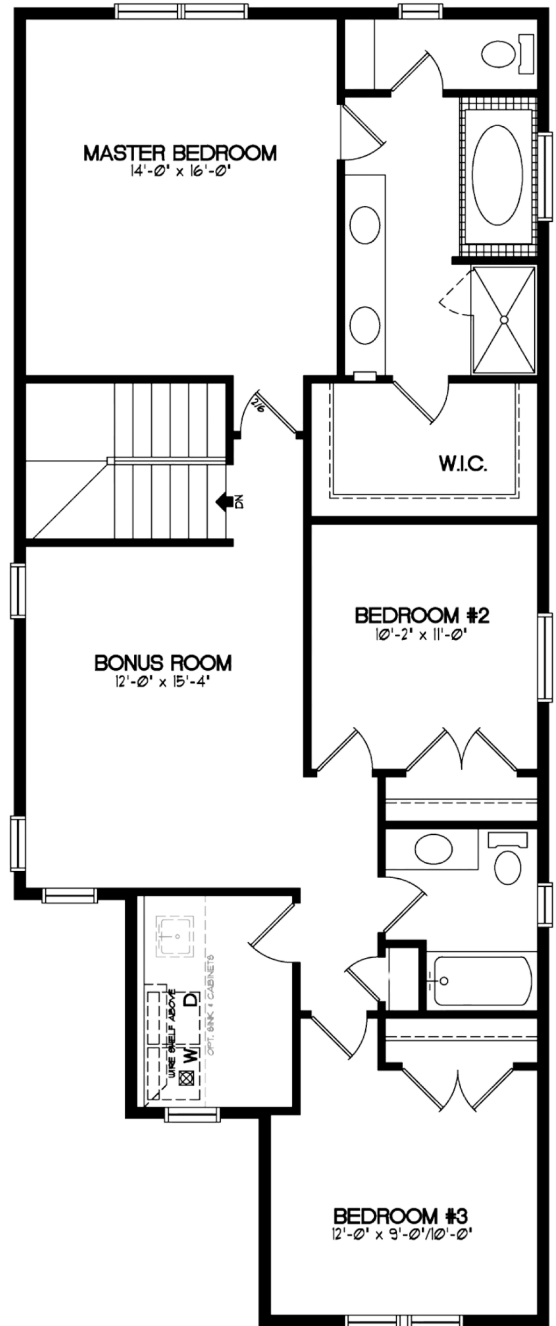 MASTER BEDROOM
14'-0" x 16'-0"
2/6
W.I.C.
DN
BEDROOM #2
10'-2" x 11'-0"
BONUS ROOM
12'-0" x 15'-4"
WIRE SHELF ABOVE
W D
OPT. SINK & CABINETS
BEDROOM #3
12'-0" x 9'-0"/10'-0"